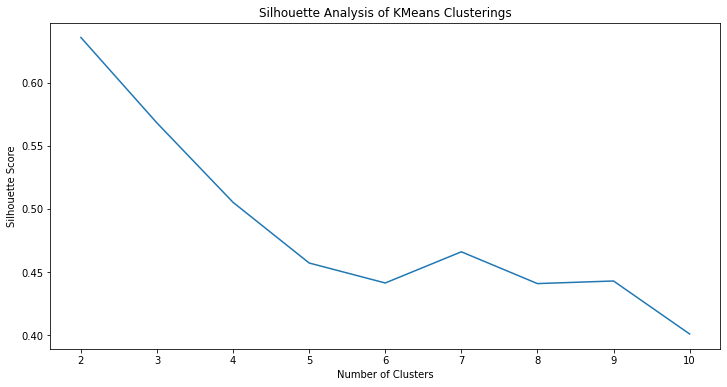 Silhouette Analysis of KMeans Clusterings
Silhouette Score
0.60
0.55
0.50
0.45
0.40
2 3 4 5 6 7 8 9 10
Number of Clusters